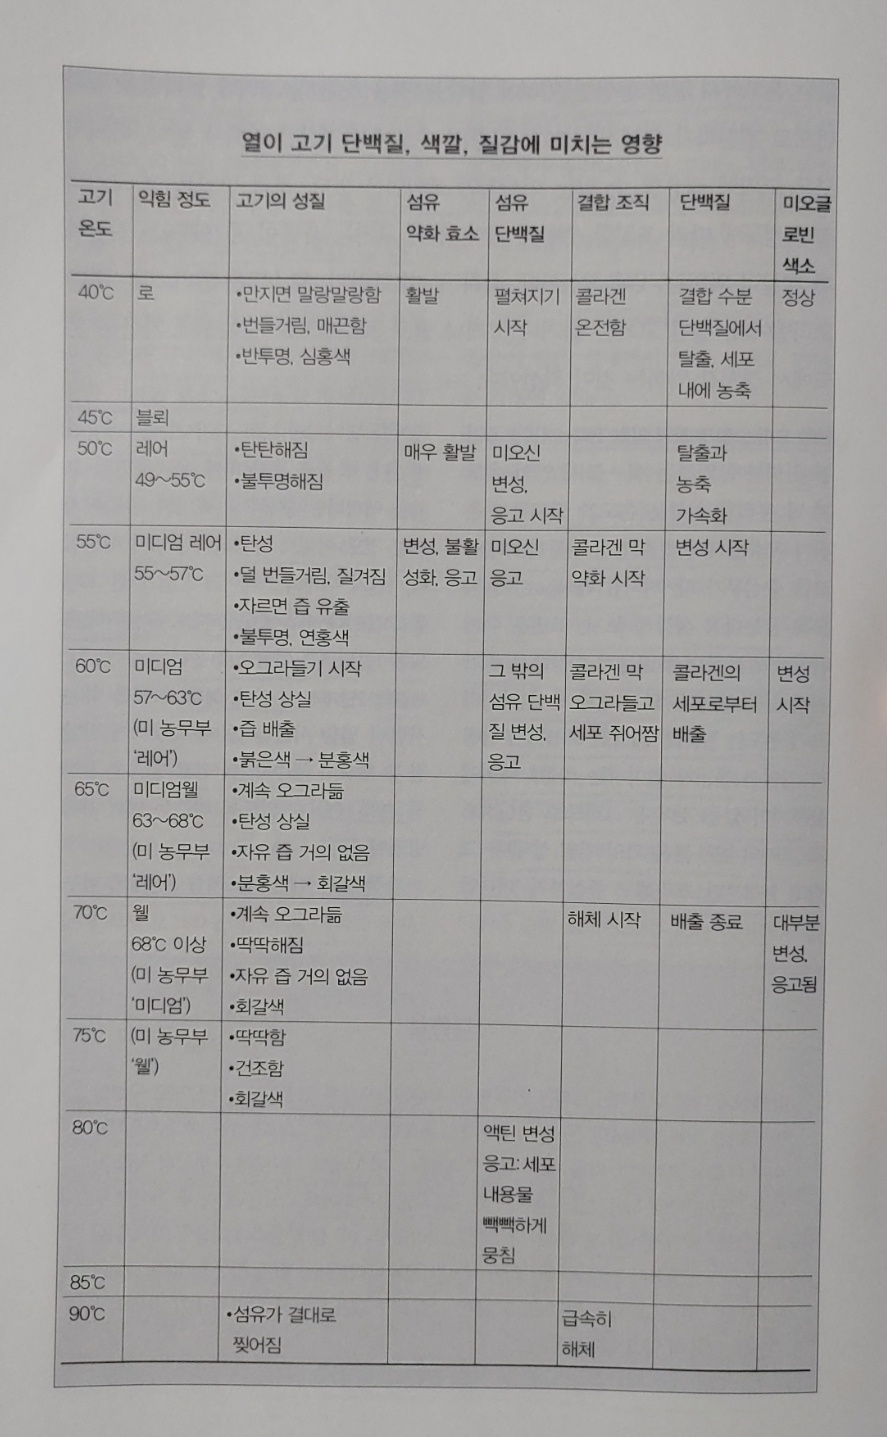 열이 고기 단백질, 색깔, 질감에 미치는 영향
고기 온도 | 익힘 정도 | 고기의 성질 | 섬유 약화 효소 | 섬유 단백질 | 결합 조직 | 단백질 | 미오글로빈 색소
40℃ | 로 | •만지면 말랑말랑함 •번들거림, 매끈함 •반투명, 심홍색 | 활발 | 펼쳐지기 시작 | 콜라겐 온전함 | 결합 수분 단백질에서 탈출, 세포 내에 농축 | 정상
45℃ | 블뢰
50℃ | 레어 49~55℃ | •탄탄해짐 •불투명해짐 | 매우 활발 | 미오신 변성, 응고 시작 | | 탈출과 농축 가속화
55℃ | 미디엄 레어 55~57℃ | •탄성 •덜 번들거림, 질겨짐 •자르면 즙 유출 •불투명, 연홍색 | 변성, 불활성화, 응고 | 미오신 응고 | 콜라겐 막 약화 시작 | 변성 시작
60℃ | 미디엄 57~63℃ (미 농무부 ‘레어’) | •오그라들기 시작 •탄성 상실 •즙 배출 •붉은색 → 분홍색 | | 그 밖의 섬유 단백질 변성, 응고 | 콜라겐 막 오그라들고 세포 쥐어짬 | 콜라겐의 세포로부터 배출 | 변성 시작
65℃ | 미디엄웰 63~68℃ (미 농무부 ‘레어’) | •계속 오그라듦 •탄성 상실 •자유 즙 거의 없음 •분홍색 → 회갈색
70℃ | 웰 68℃ 이상 (미 농무부 ‘미디엄’) | •계속 오그라듦 •딱딱해짐 •자유 즙 거의 없음 •회갈색 | | | 해체 시작 | 배출 종료 | 대부분 변성, 응고됨
75℃ | (미 농무부 ‘웰’) | •딱딱함 •건조함 •회갈색
80℃ | | | | 액틴 변성 응고: 세포 내용물 빽빽하게 뭉침
85℃
90℃ | | •섬유가 결대로 찢어짐 | | | 급속히 해체